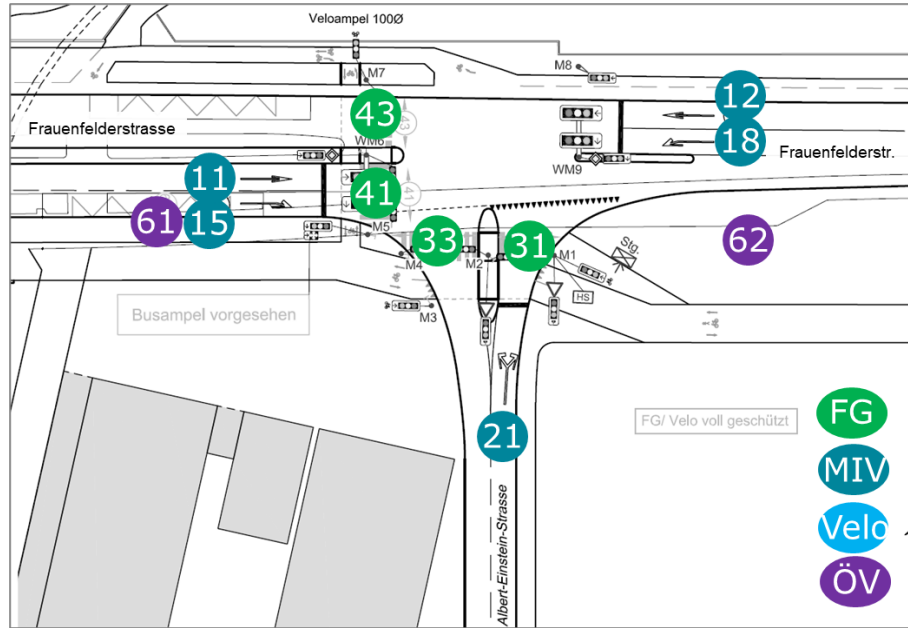 Veloampel 100Ø
M7
M8
43
43
12
Frauenfelderstrasse
WM6
18
Frauenfelderstr.
WM9
11
41
41
61
15
M5
33
31
62
M4
M2
M1
Stg.
HS
M3
Busampel vorgesehen
FG/ Velo voll geschützt
FG
21
MIV
Velo
ÖV
Albert-Einstein-Strasse